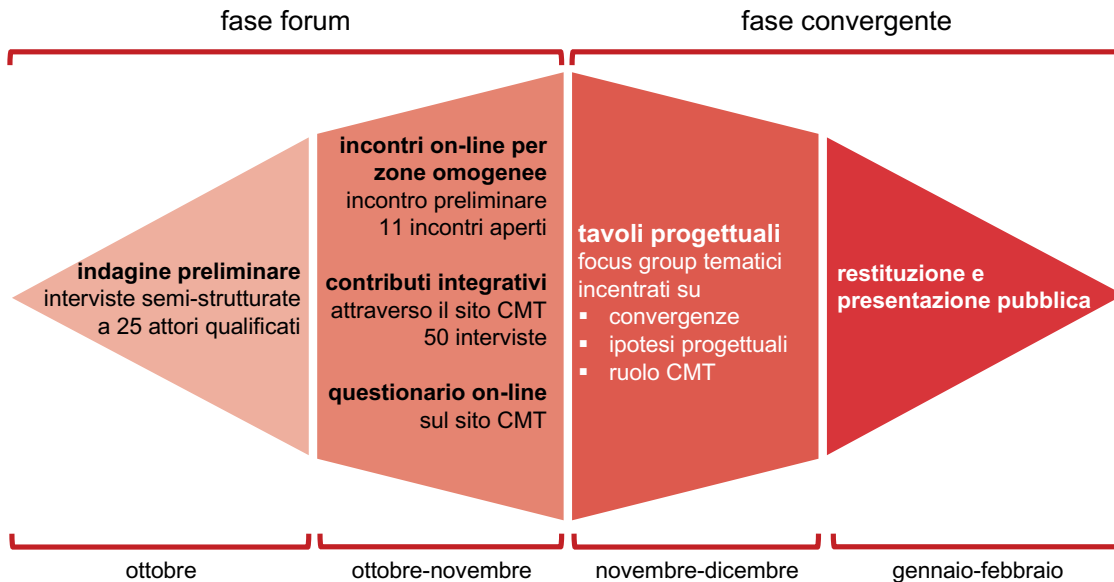 fase forum
fase convergente
indagine preliminare
interviste semi-strutturate
a 25 attori qualificati
incontri on-line per
zone omogenee
incontro preliminare
11 incontri aperti
contributi integrativi
attraverso il sito CMT
50 interviste
questionario on-line
sul sito CMT
tavoli progettuali
focus group tematici
incentrati su
▪ convergenze
▪ ipotesi progettuali
▪ ruolo CMT
restituzione e
presentazione pubblica
ottobre
ottobre-novembre
novembre-dicembre
gennaio-febbraio